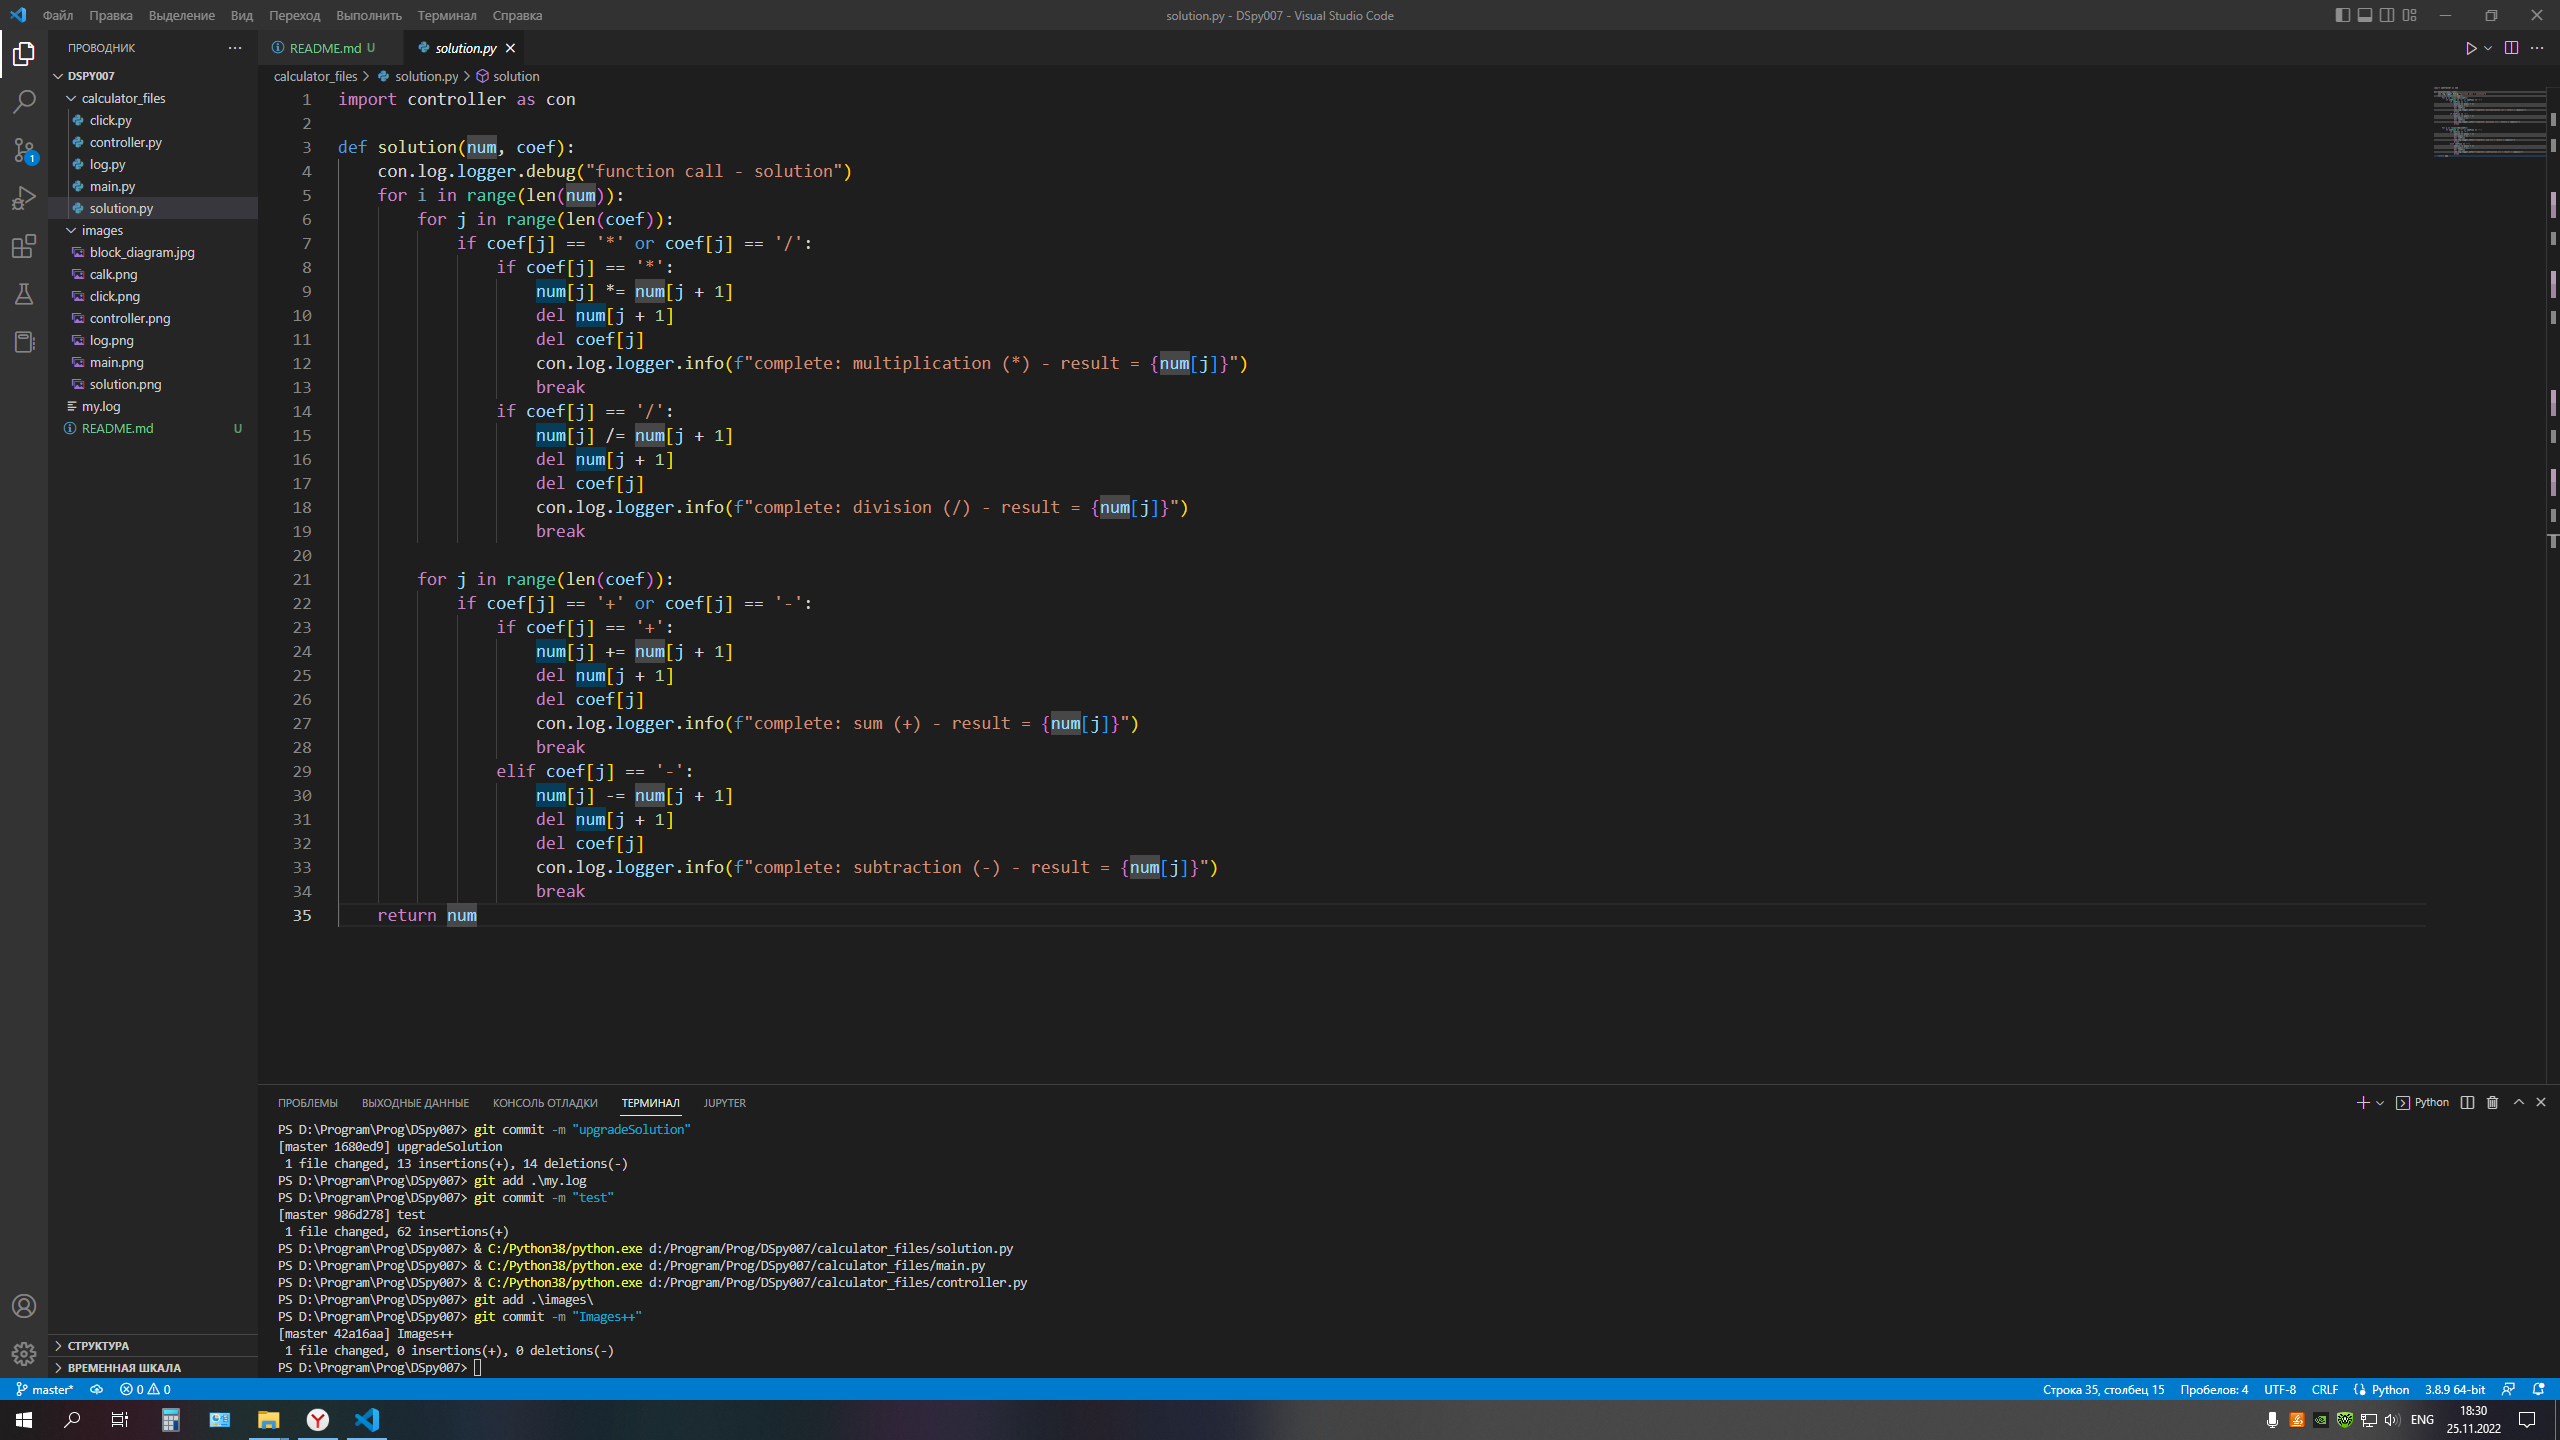 Файл Правка Выделение Вид Переход Выполнить Терминал Справка
solution.py - DSpy007 - Visual Studio Code
ПРОВОДНИК
DSPY007
calculator_files
click.py
controller.py
log.py
main.py
solution.py
images
block_diagram.jpg
calk.png
click.png
controller.png
log.png
main.png
solution.png
my.log
README.md U
СТРУКТУРА
ВРЕМЕННАЯ ШКАЛА
1
README.md U solution.py
calculator_files > solution.py > solution
1 import controller as con
2
3 def solution(num, coef):
4 con.log.logger.debug("function call - solution")
5 for i in range(len(num)):
6 for j in range(len(coef)):
7 if coef[j] == '*' or coef[j] == '/':
8 if coef[j] == '*':
9 num[j] *= num[j + 1]
10 del num[j + 1]
11 del coef[j]
12 con.log.logger.info(f"complete: multiplication (*) - result = {num[j]}")
13 break
14 if coef[j] == '/':
15 num[j] /= num[j + 1]
16 del num[j + 1]
17 del coef[j]
18 con.log.logger.info(f"complete: division (/) - result = {num[j]}")
19 break
20
21 for j in range(len(coef)):
22 if coef[j] == '+' or coef[j] == '-':
23 if coef[j] == '+':
24 num[j] += num[j + 1]
25 del num[j + 1]
26 del coef[j]
27 con.log.logger.info(f"complete: sum (+) - result = {num[j]}")
28 break
29 elif coef[j] == '-':
30 num[j] -= num[j + 1]
31 del num[j + 1]
32 del coef[j]
33 con.log.logger.info(f"complete: subtraction (-) - result = {num[j]}")
34 break
35 return num
ПРОБЛЕМЫ ВЫХОДНЫЕ ДАННЫЕ КОНСОЛЬ ОТЛАДКИ ТЕРМИНАЛ JUPYTER
Python
PS D:\Program\Prog\DSpy007> git commit -m "upgradeSolution"
[master 1680ed9] upgradeSolution
1 file changed, 13 insertions(+), 14 deletions(-)
PS D:\Program\Prog\DSpy007> git add .\my.log
PS D:\Program\Prog\DSpy007> git commit -m "test"
[master 986d278] test
1 file changed, 62 insertions(+)
PS D:\Program\Prog\DSpy007> & C:/Python38/python.exe d:/Program/Prog/DSpy007/calculator_files/solution.py
PS D:\Program\Prog\DSpy007> & C:/Python38/python.exe d:/Program/Prog/DSpy007/calculator_files/main.py
PS D:\Program\Prog\DSpy007> & C:/Python38/python.exe d:/Program/Prog/DSpy007/calculator_files/controller.py
PS D:\Program\Prog\DSpy007> git add .\images\
PS D:\Program\Prog\DSpy007> git commit -m "Images++"
[master 42a16aa] Images++
1 file changed, 0 insertions(+), 0 deletions(-)
PS D:\Program\Prog\DSpy007>
master* 0 0
Строка 35, столбец 15 Пробелов: 4 UTF-8 CRLF Python 3.8.9 64-bit
ENG
18:30
25.11.2022